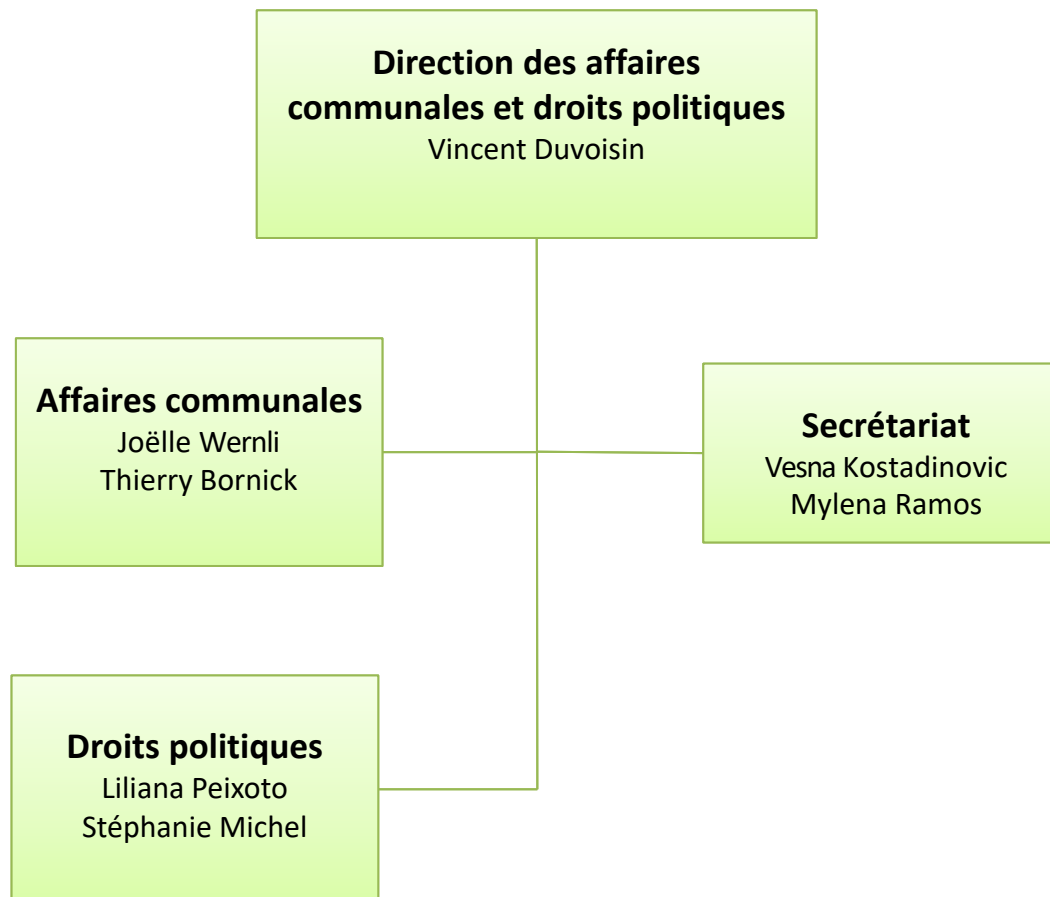 Direction des affaires
communales et droits politiques
Vincent Duvoisin
Affaires communales
Joëlle Wernli
Thierry Bornick
Secrétariat
Vesna Kostadinovic
Mylena Ramos
Droits politiques
Liliana Peixoto
Stéphanie Michel